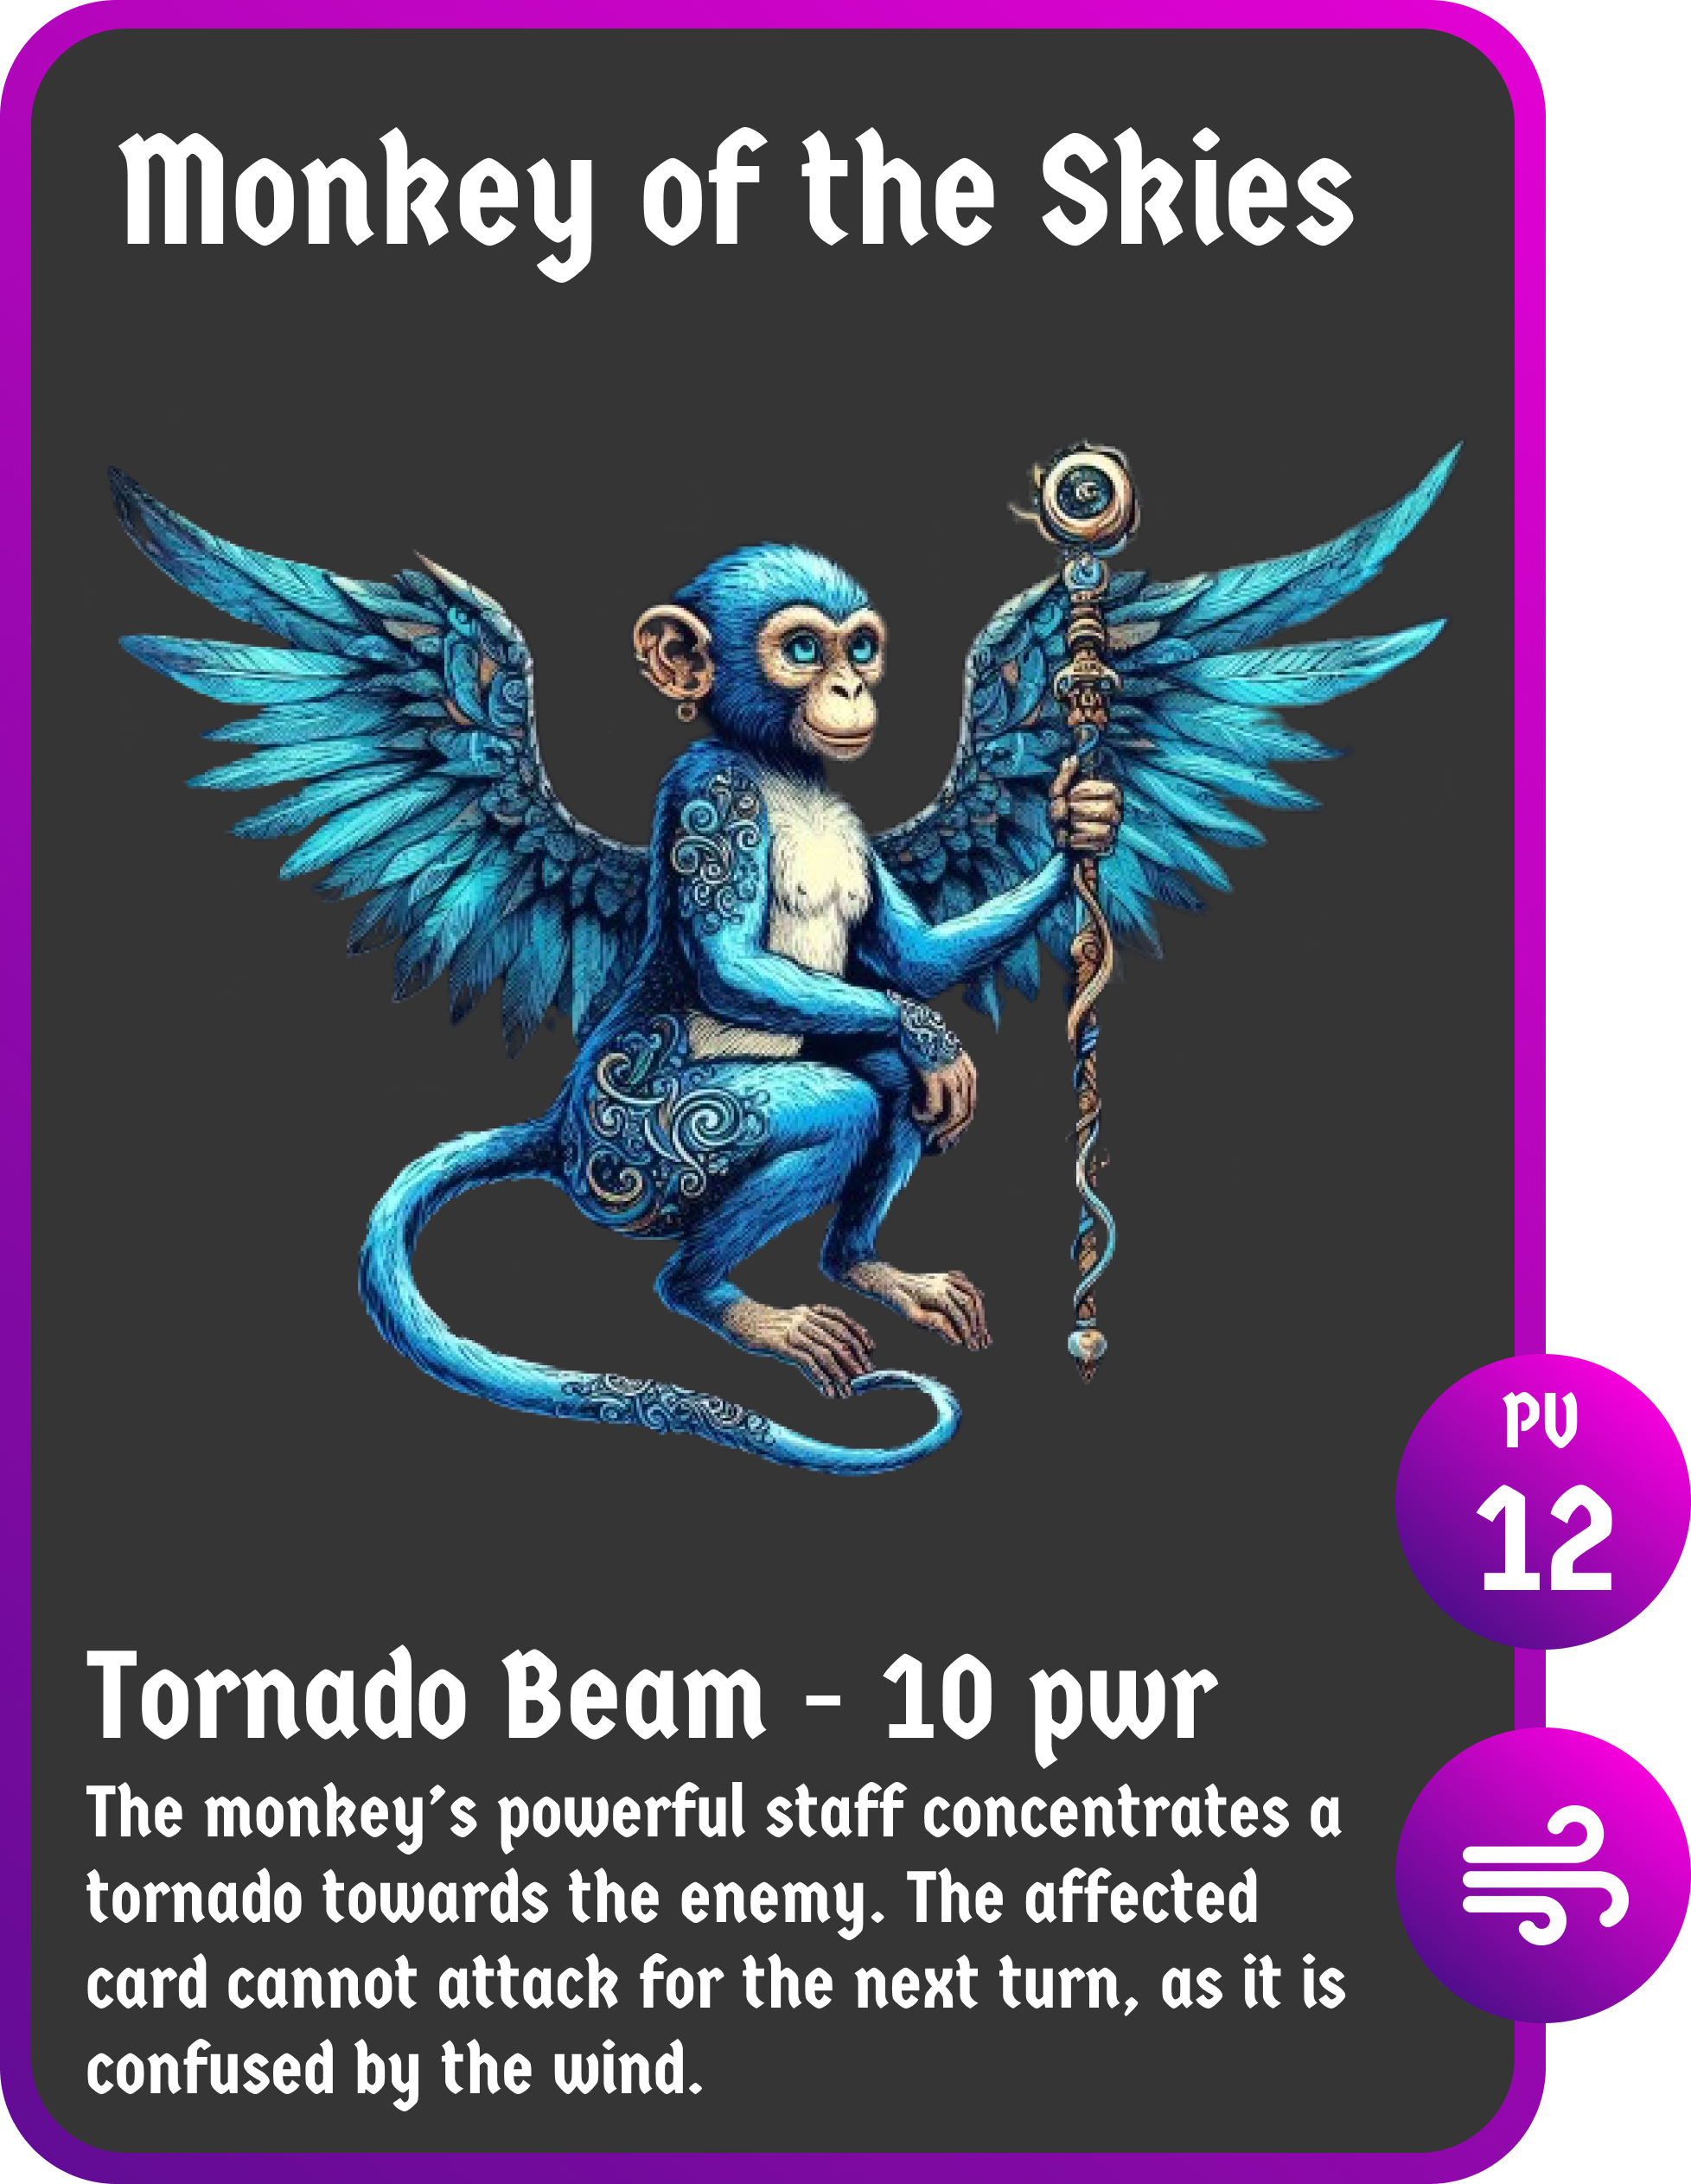 Monkey of the Skies
PV
12
Tornado Beam - 10 pwr
The monkey's powerful staff concentrates a
tornado towards the enemy. The affected
card cannot attack for the next turn, as it is
confused by the wind.